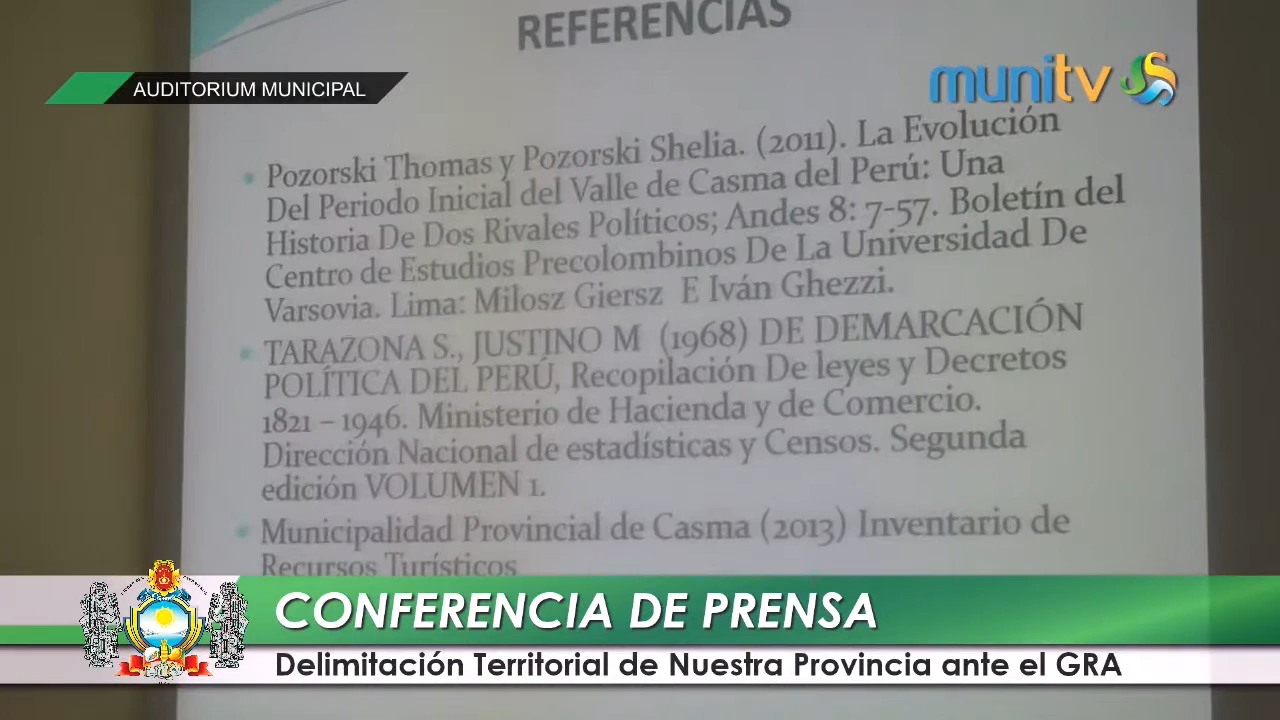 REFERENCIAS
AUDITORIUM MUNICIPAL
munitv
Pozorski Thomas y Pozorski Shelia. (2011). La Evolución
Del Periodo Inicial del Valle de Casma del Perú: Una
Historia De Dos Rivales Políticos; Andes 8: 7-57. Boletín del
Centro de Estudios Precolombinos De La Universidad De
Varsovia. Lima: Milosz Giersz E Iván Ghezzi.
TARAZONA S., JUSTINO M (1968) DE DEMARCACIÓN
POLÍTICA DEL PERÚ, Recopilación De leyes y Decretos
1821 – 1946. Ministerio de Hacienda y de Comercio.
Dirección Nacional de estadísticas y Censos. Segunda
edición VOLUMEN 1.
Municipalidad Provincial de Casma (2013) Inventario de
Recursos Turísticos
CONFERENCIA DE PRENSA
Delimitación Territorial de Nuestra Provincia ante el GRA